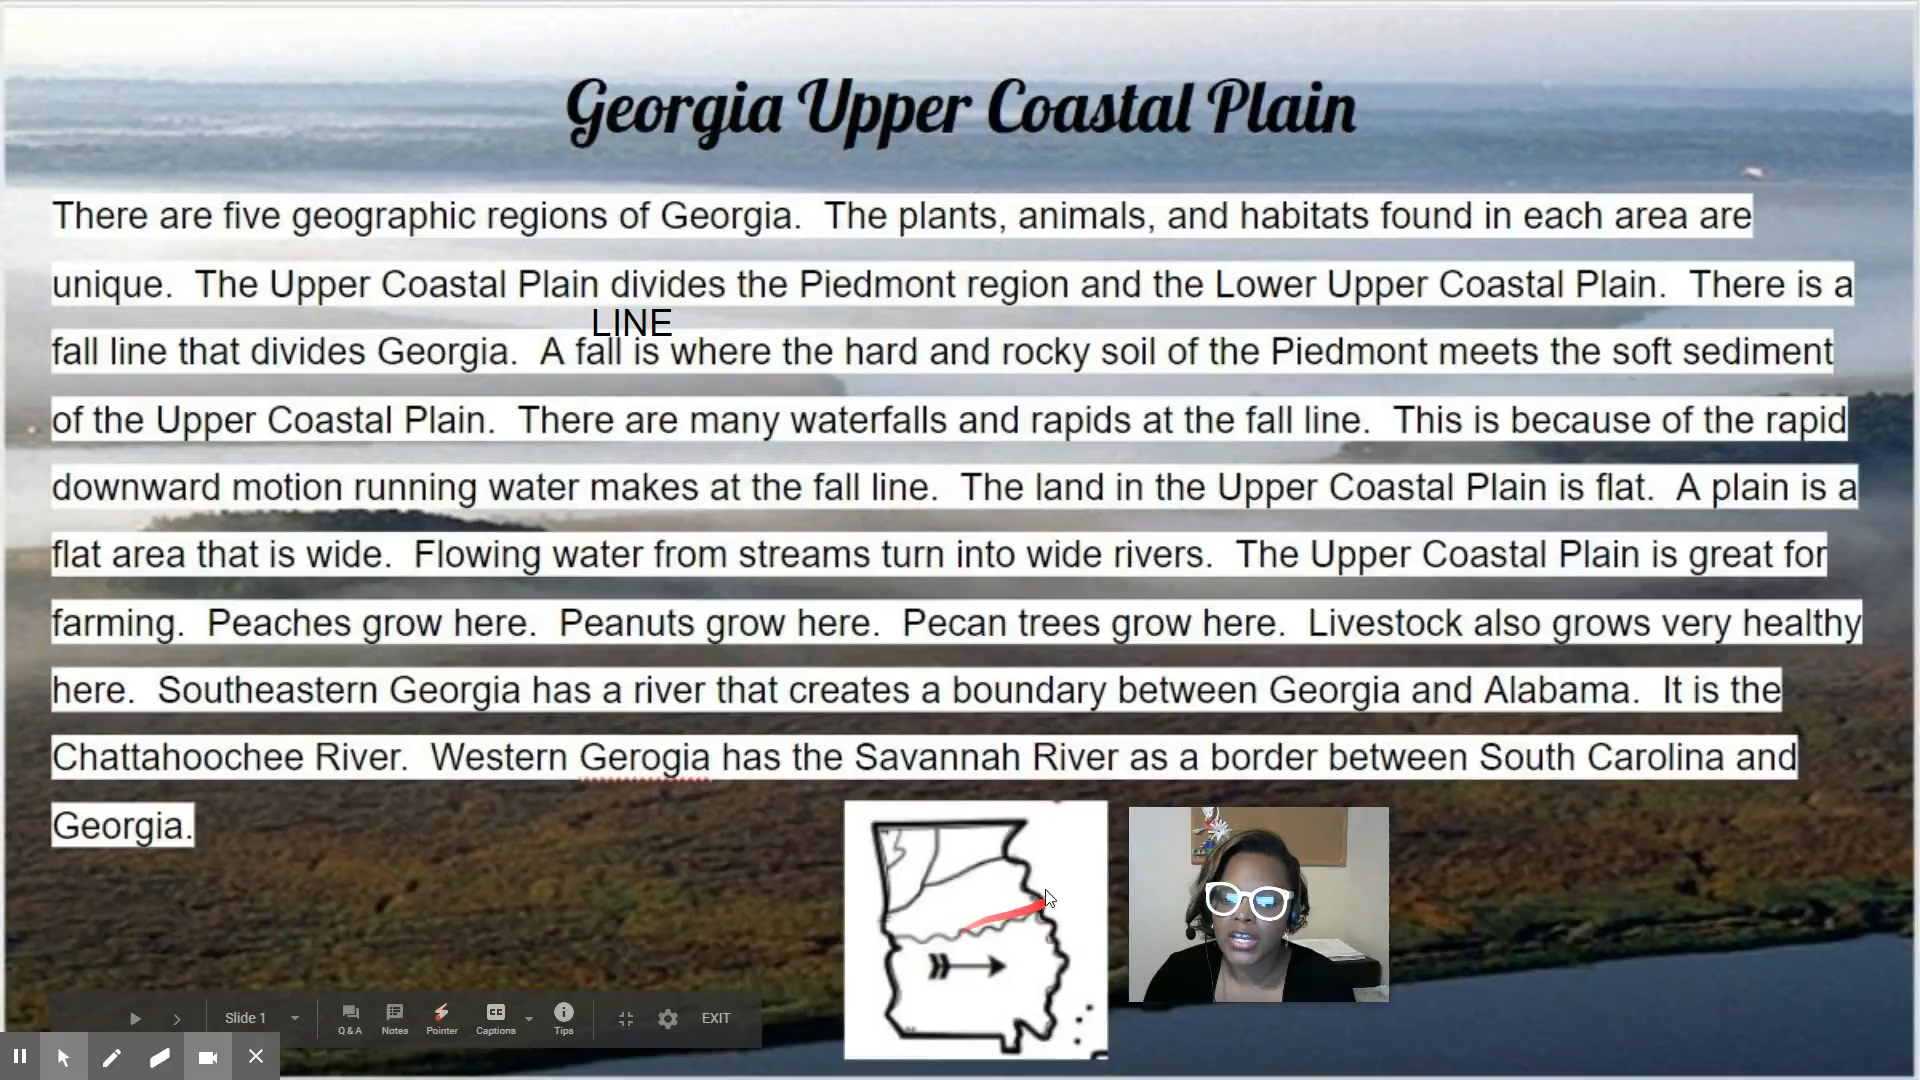 Georgia Upper Coastal Plain
There are five geographic regions of Georgia.  The plants, animals, and habitats found in each area are
unique.  The Upper Coastal Plain divides the Piedmont region and the Lower Upper Coastal Plain.  There is a
LINE
fall line that divides Georgia.  A fall is where the hard and rocky soil of the Piedmont meets the soft sediment
of the Upper Coastal Plain.  There are many waterfalls and rapids at the fall line.  This is because of the rapid
downward motion running water makes at the fall line.  The land in the Upper Coastal Plain is flat.  A plain is a
flat area that is wide.  Flowing water from streams turn into wide rivers.  The Upper Coastal Plain is great for
farming.  Peaches grow here.  Peanuts grow here.  Pecan trees grow here.  Livestock also grows very healthy
here.  Southeastern Georgia has a river that creates a boundary between Georgia and Alabama.  It is the
Chattahoochee River.  Western Gerogia has the Savannah River as a border between South Carolina and
Georgia.
Slide 1
Q & A Notes Pointer CC Captions Tips EXIT